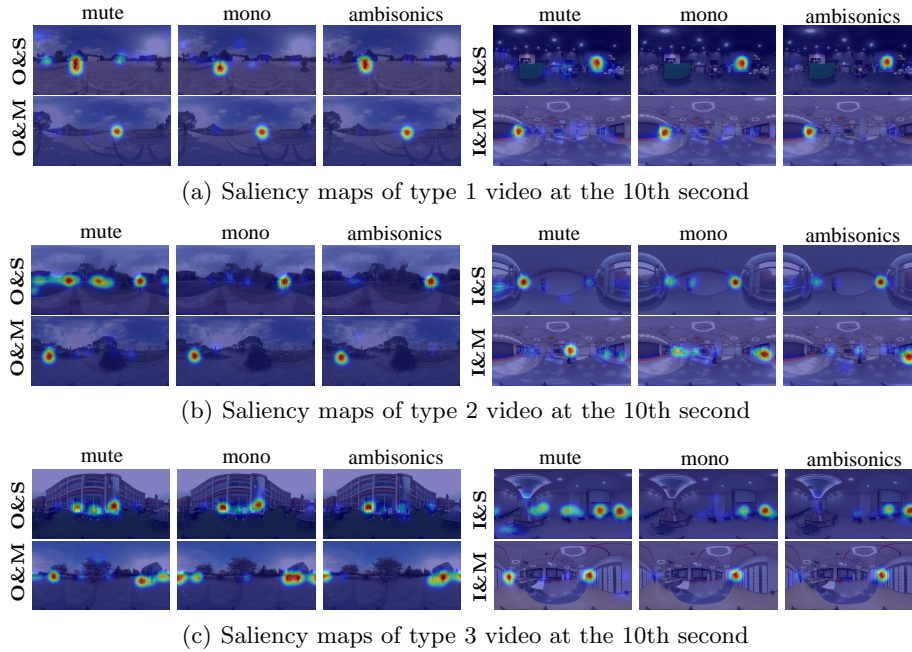 mute mono ambisonics mute mono ambisonics
O&S I&S
O&M I&M
(a) Saliency maps of type 1 video at the 10th second
mute mono ambisonics mute mono ambisonics
O&S I&S
O&M I&M
(b) Saliency maps of type 2 video at the 10th second
mute mono ambisonics mute mono ambisonics
O&S I&S
O&M I&M
(c) Saliency maps of type 3 video at the 10th second